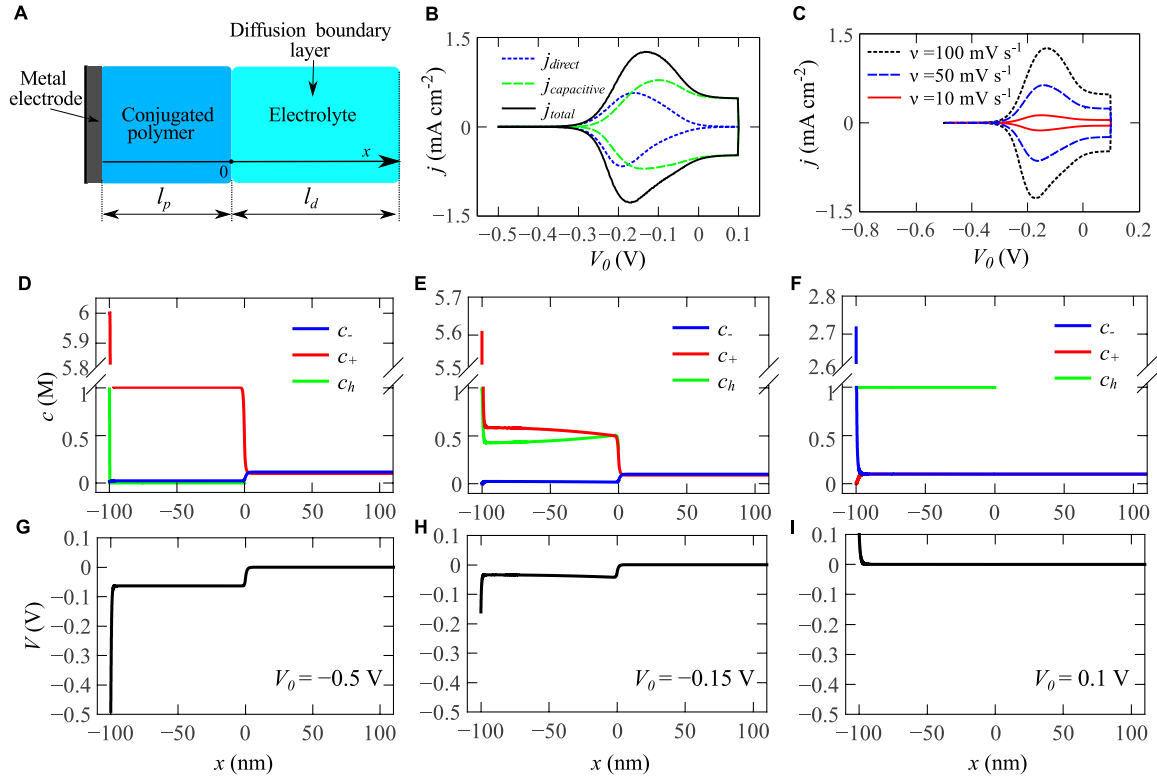 A
Metal
electrode
Diffusion boundary
layer
Conjugated
polymer
Electrolyte
x
0
l_p
l_d
B
j (mA cm⁻²)
1.5
0
−1.5
j_direct
j_capacitive
j_total
−0.5 −0.4 −0.3 −0.2 −0.1 0 0.1
V_0 (V)
C
j (mA cm⁻²)
1.5
0
−1.5
ν =100 mV s⁻¹
ν =50 mV s⁻¹
ν =10 mV s⁻¹
−0.8 −0.6 −0.4 −0.2 0 0.2
V_0 (V)
D
c (M)
6
5.9
5.8
1
0.5
0
c_-
c_+
c_h
−100 −50 0 50 100
E
5.7
5.6
5.5
1
0.5
0
c_-
c_+
c_h
−100 −50 0 50 100
F
2.8
2.7
2.6
1
0.5
0
c_-
c_+
c_h
−100 −50 0 50 100
G
V (V)
0.1
0
−0.1
−0.2
−0.3
−0.4
−0.5
V_0 = −0.5 V
−100 −50 0 50 100
x (nm)
H
0.1
0
−0.1
−0.2
−0.3
−0.4
−0.5
V_0 = −0.15 V
−100 −50 0 50 100
x (nm)
I
0.1
0
−0.1
−0.2
−0.3
−0.4
−0.5
V_0 = 0.1 V
−100 −50 0 50 100
x (nm)